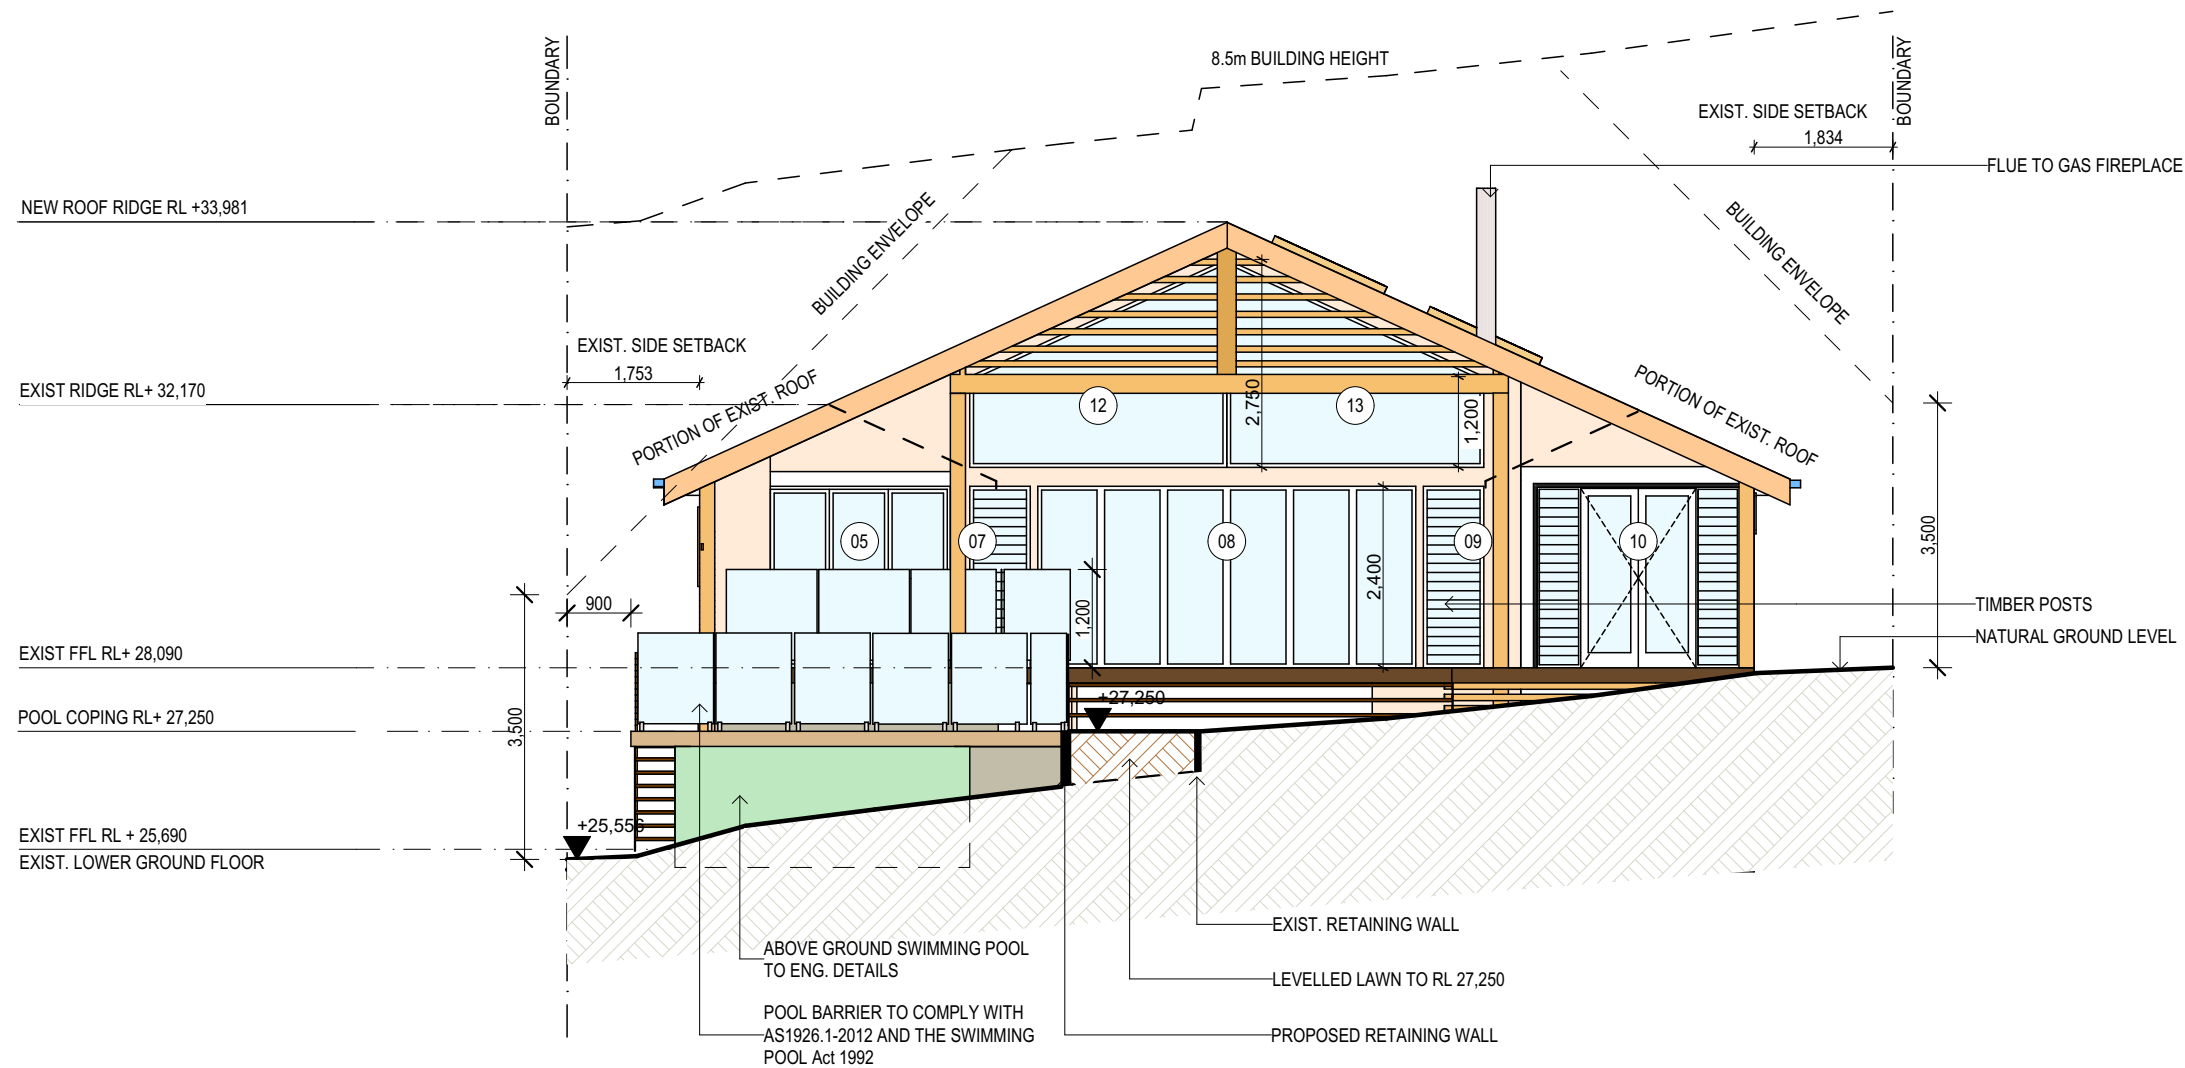 8.5m BUILDING HEIGHT
BOUNDARY
BOUNDARY
EXIST. SIDE SETBACK
1,834
FLUE TO GAS FIREPLACE
NEW ROOF RIDGE RL +33,981
BUILDING ENVELOPE
BUILDING ENVELOPE
EXIST. SIDE SETBACK
1,753
EXIST RIDGE RL+ 32,170
PORTION OF EXIST. ROOF
PORTION OF EXIST. ROOF
12
13
2,750
1,200
05
07
08
09
10
3,500
2,400
1,200
900
TIMBER POSTS
NATURAL GROUND LEVEL
EXIST FFL RL+ 28,090
+27,250
POOL COPING RL+ 27,250
3,500
+25,556
EXIST FFL RL + 25,690
EXIST. LOWER GROUND FLOOR
EXIST. RETAINING WALL
ABOVE GROUND SWIMMING POOL
TO ENG. DETAILS
LEVELLED LAWN TO RL 27,250
POOL BARRIER TO COMPLY WITH
AS1926.1-2012 AND THE SWIMMING
POOL Act 1992
PROPOSED RETAINING WALL